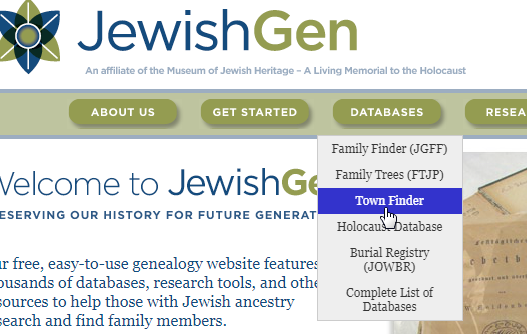 JewishGen
An affiliate of the Museum of Jewish Heritage – A Living Memorial to the Holocaust
ABOUT US
GET STARTED
DATABASES
RESEA
Family Finder (JGFF)
Family Trees (FTJP)
Town Finder
Holocaust Database
Burial Registry
(JOWBR)
Complete List of
Databases
Welcome to JewishGe
ESERVING OUR HISTORY FOR FUTURE GENERAT
r free, easy-to-use genealogy website features
ousands of databases, research tools, and othe
sources to help those with Jewish ancestry
search and find family members.